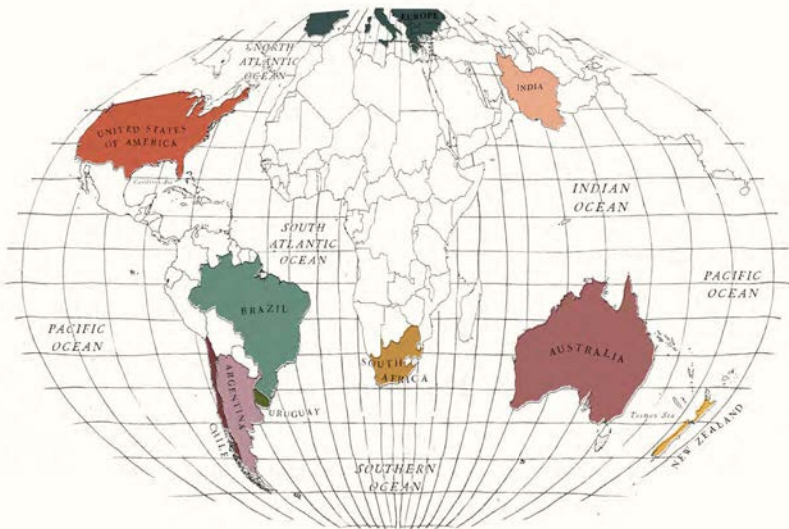 EUROPE
NORTH
ATLANTIC
OCEAN
INDIA
UNITED STATES
OF AMERICA
Caribbean Sea
INDIAN
OCEAN
SOUTH
ATLANTIC
OCEAN
PACIFIC
OCEAN
BRAZIL
PACIFIC
OCEAN
AUSTRALIA
SOUTH
AFRICA
ARGENTINA
URUGUAY
Tasman Sea
NEW ZEALAND
CHILE
SOUTHERN
OCEAN